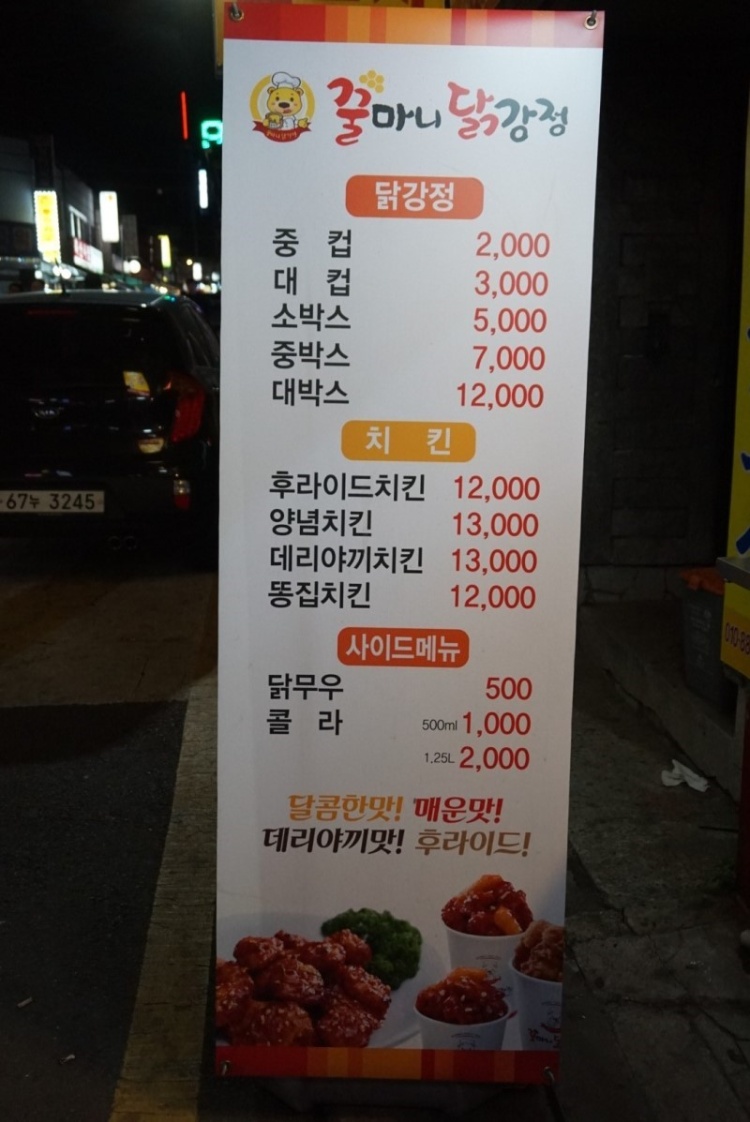 꿀마니 닭강정
닭강정
중 컵 2,000
대 컵 3,000
소박스 5,000
중박스 7,000
대박스 12,000
치 킨
후라이드치킨 12,000
양념치킨 13,000
데리야끼치킨 13,000
똥집치킨 12,000
사이드메뉴
닭무우 500
콜 라 500ml 1,000
1.25L 2,000
달콤한맛! 매운맛!
데리야끼맛! 후라이드!
67누 3245